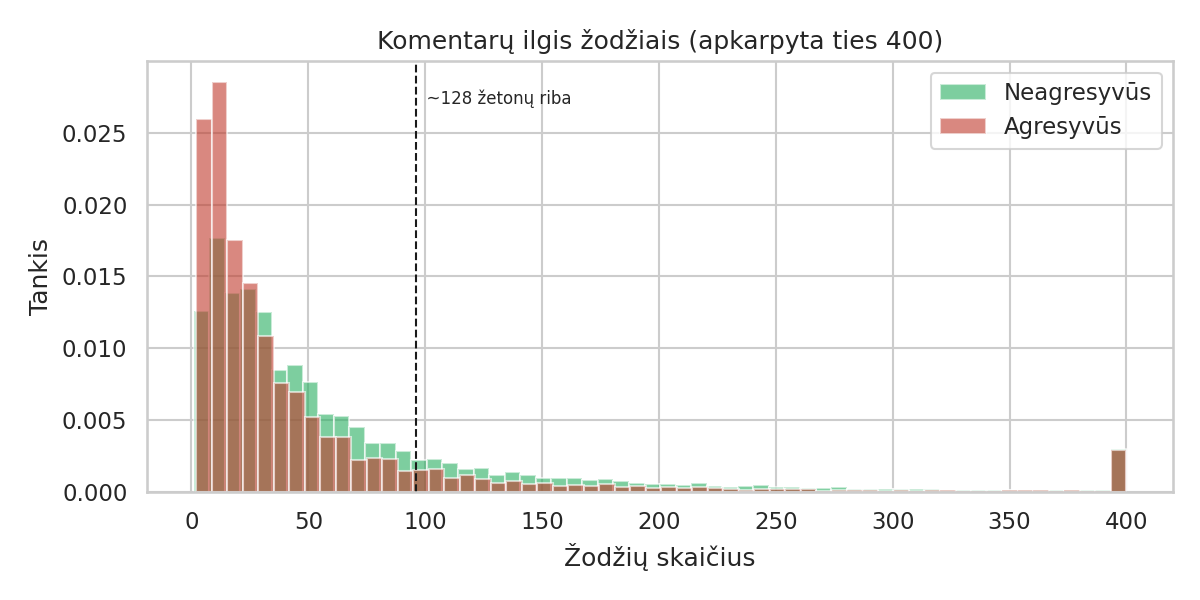 Komentarų ilgis žodžiais (apkarpyta ties 400)
~128 žetonų riba
Neagresyvūs
Agresyvūs
Tankis
0.025
0.020
0.015
0.010
0.005
0.000
0 50 100 150 200 250 300 350 400
Žodžių skaičius